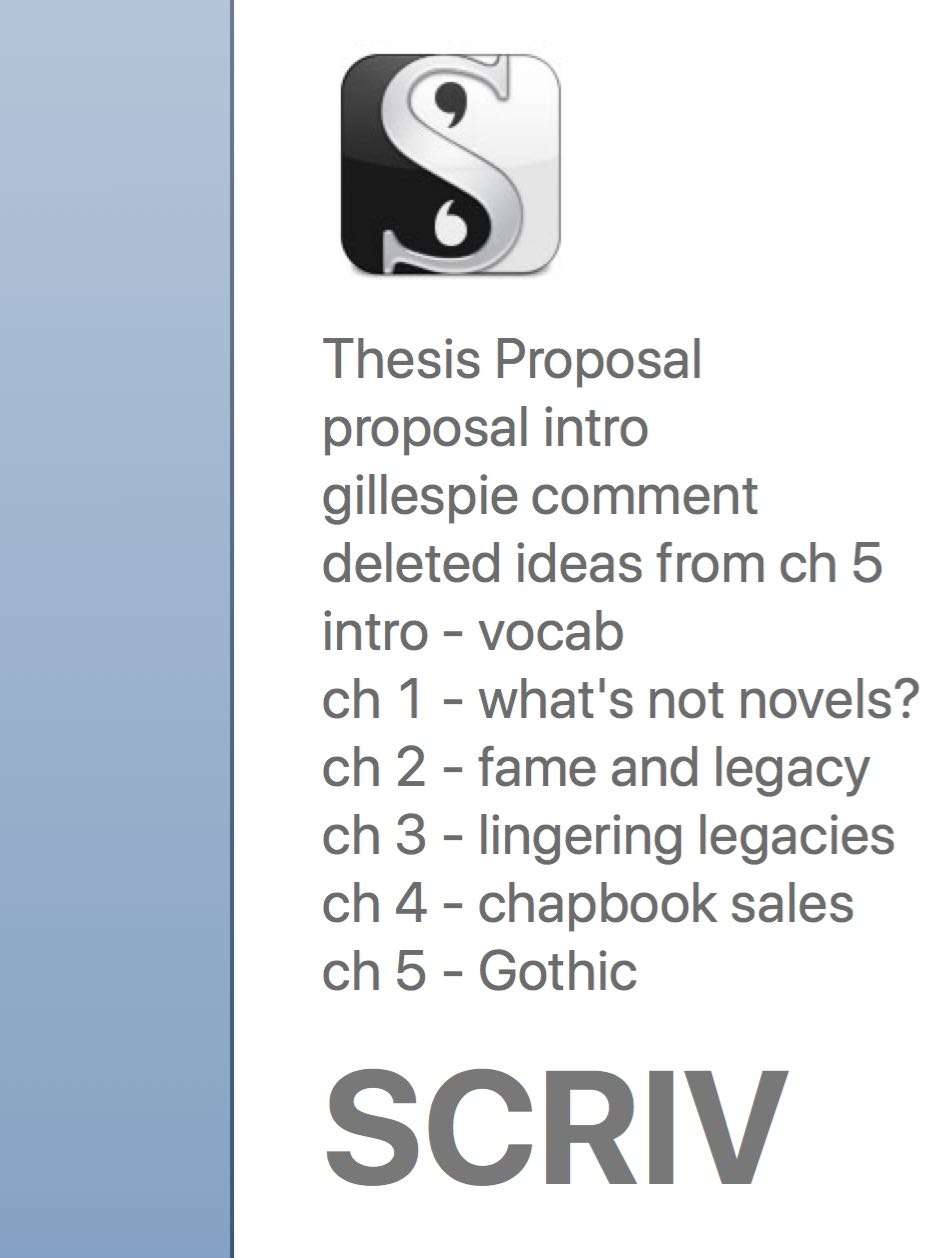 Thesis Proposal
proposal intro
gillespie comment
deleted ideas from ch 5
intro - vocab
ch 1 - what's not novels?
ch 2 - fame and legacy
ch 3 - lingering legacies
ch 4 - chapbook sales
ch 5 - Gothic
SCRIV